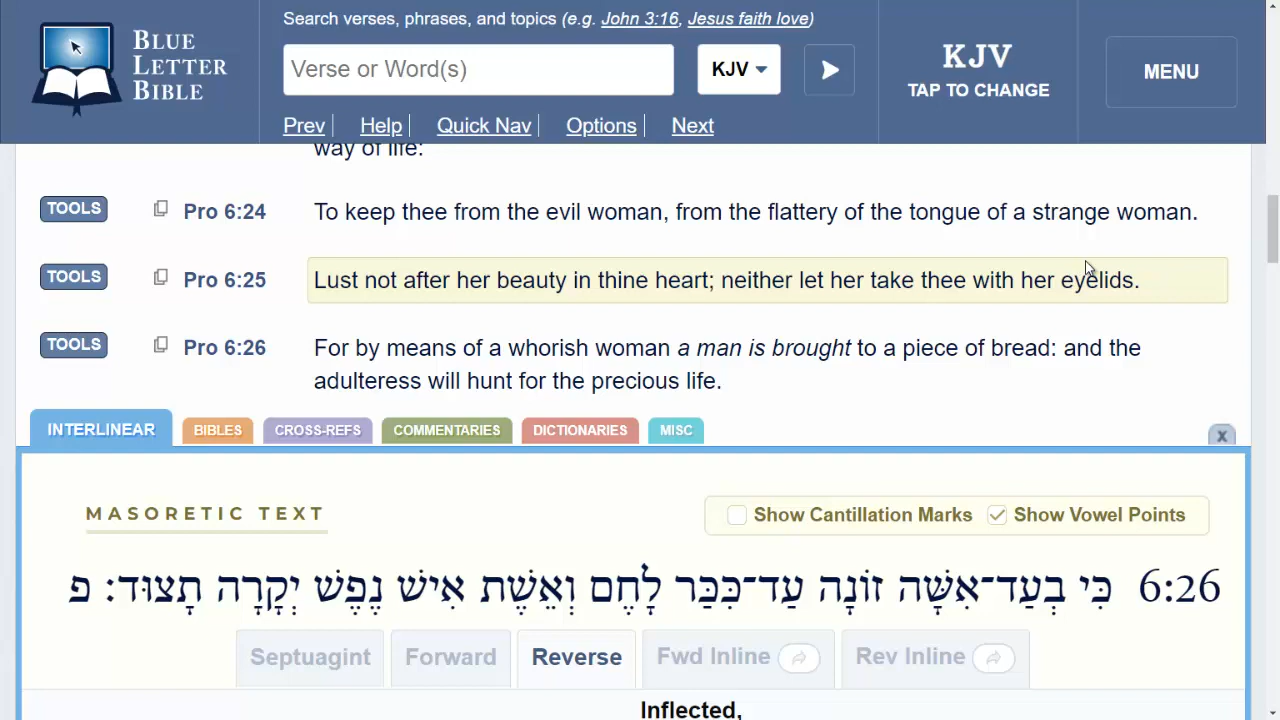 BLUE
LETTER
BIBLE
Search verses, phrases, and topics (e.g. John 3:16, Jesus faith love)
Verse or Word(s)
KJV
Prev Help Quick Nav Options Next
KJV
TAP TO CHANGE
MENU
way of life:
TOOLS Pro 6:24 To keep thee from the evil woman, from the flattery of the tongue of a strange woman.
TOOLS Pro 6:25 Lust not after her beauty in thine heart; neither let her take thee with her eyelids.
TOOLS Pro 6:26 For by means of a whorish woman a man is brought to a piece of bread: and the
adulteress will hunt for the precious life.
INTERLINEAR BIBLES CROSS-REFS COMMENTARIES DICTIONARIES MISC X
MASORETIC TEXT
Show Cantillation Marks Show Vowel Points
6:26 כִּי בְעַד־אִשָּׁה זוֹנָה עַד־כִּכַּר לָחֶם וְאֵשֶׁת אִישׁ נֶפֶשׁ יְקָרָה תָצוּד׃ פ
Septuagint Forward Reverse Fwd Inline Rev Inline
Inflected,